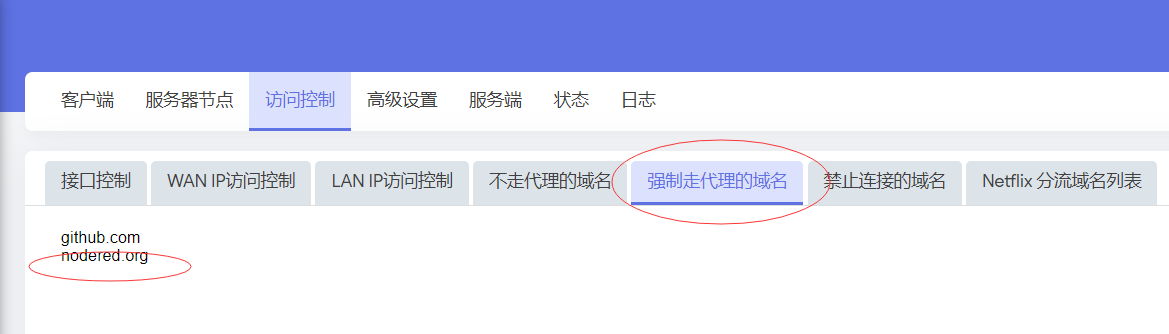 客户端 服务器节点 访问控制 高级设置 服务端 状态 日志
接口控制 WAN IP访问控制 LAN IP访问控制 不走代理的域名 强制走代理的域名 禁止连接的域名 Netflix 分流域名列表
github.com
nodered.org